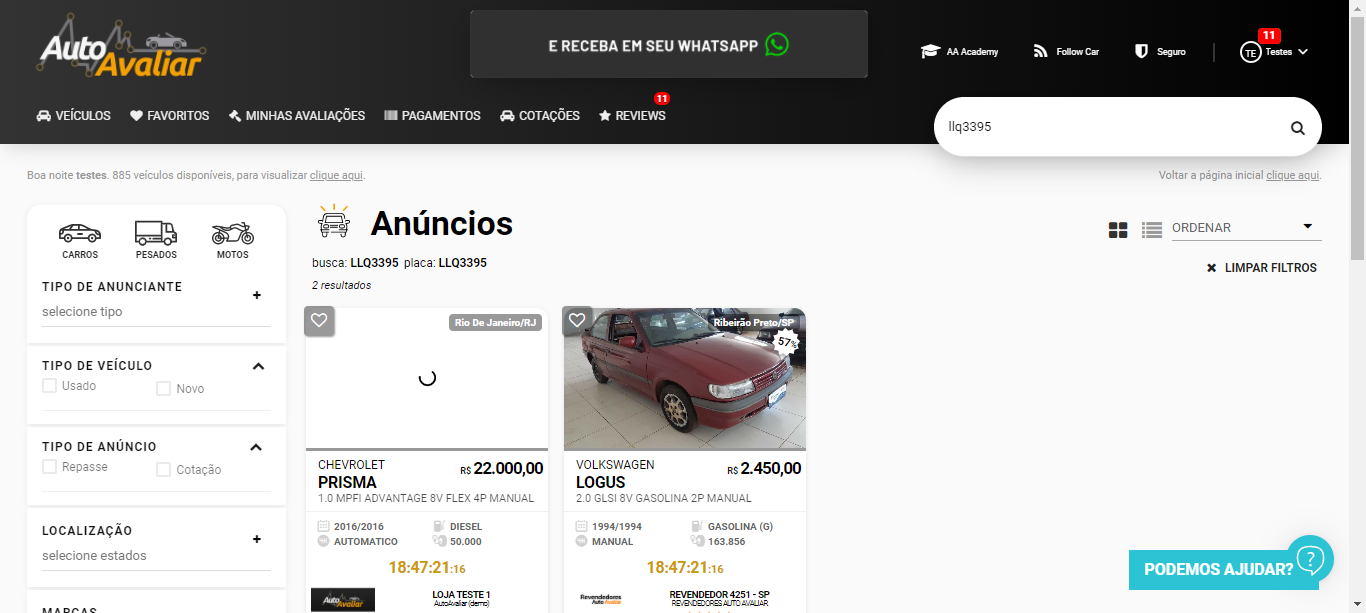 Auto Avaliar
E RECEBA EM SEU WHATSAPP
AA Academy
Follow Car
Seguro
11
TE Testes
VEÍCULOS
FAVORITOS
MINHAS AVALIAÇÕES
PAGAMENTOS
COTAÇÕES
REVIEWS
11
llq3395
Boa noite testes. 885 veículos disponíveis, para visualizar clique aqui.
Voltar a página inicial clique aqui.
CARROS
PESADOS
MOTOS
TIPO DE ANUNCIANTE
+
selecione tipo
TIPO DE VEÍCULO
Usado
Novo
TIPO DE ANÚNCIO
Repasse
Cotação
LOCALIZAÇÃO
+
selecione estados
MARCAS
Anúncios
ORDENAR
busca: LLQ3395 placa: LLQ3395
LIMPAR FILTROS
2 resultados
Rio De Janeiro/RJ
CHEVROLET
R$ 22.000,00
PRISMA
1.0 MPFI ADVANTAGE 8V FLEX 4P MANUAL
2016/2016
DIESEL
AUTOMATICO
50.000
18:47:21:16
AutoAvaliar
LOJA TESTE 1
AutoAvaliar (demo)
Ribeirão Preto/SP
57%
VOLKSWAGEN
R$ 2.450,00
LOGUS
2.0 GLSI 8V GASOLINA 2P MANUAL
1994/1994
GASOLINA (G)
MANUAL
163.856
18:47:21:16
Revendedores
Auto Avaliar
REVENDEDOR 4251 - SP
REVENDEDORES AUTO AVALIAR
PODEMOS AJUDAR?
?